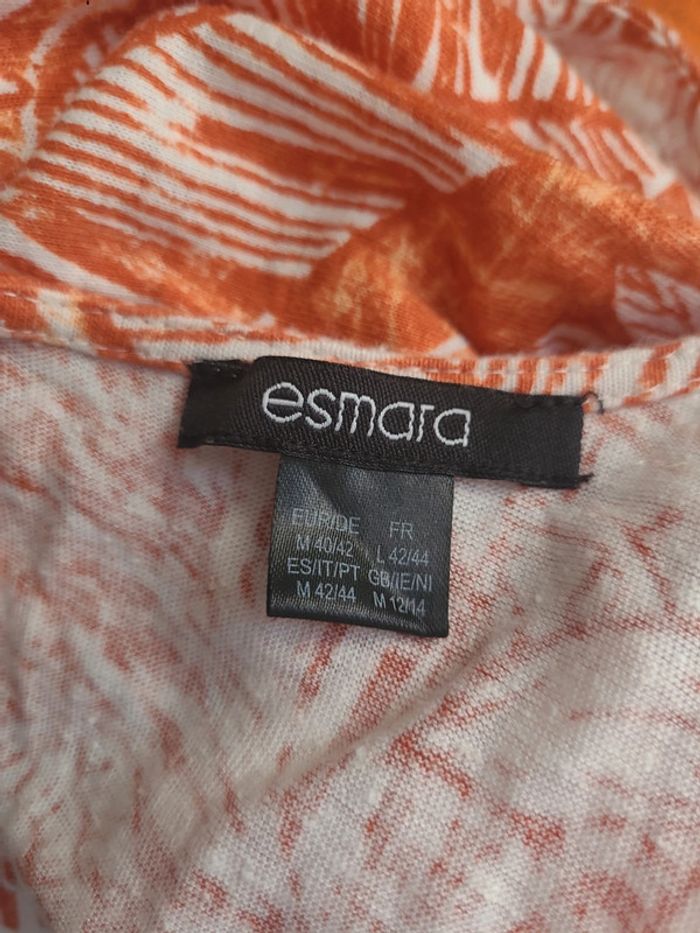 esmara
EUR/DE FR
M 40/42 L 42/44
ES/IT/PT GB/IE/NI
M 42/44 M 12/14